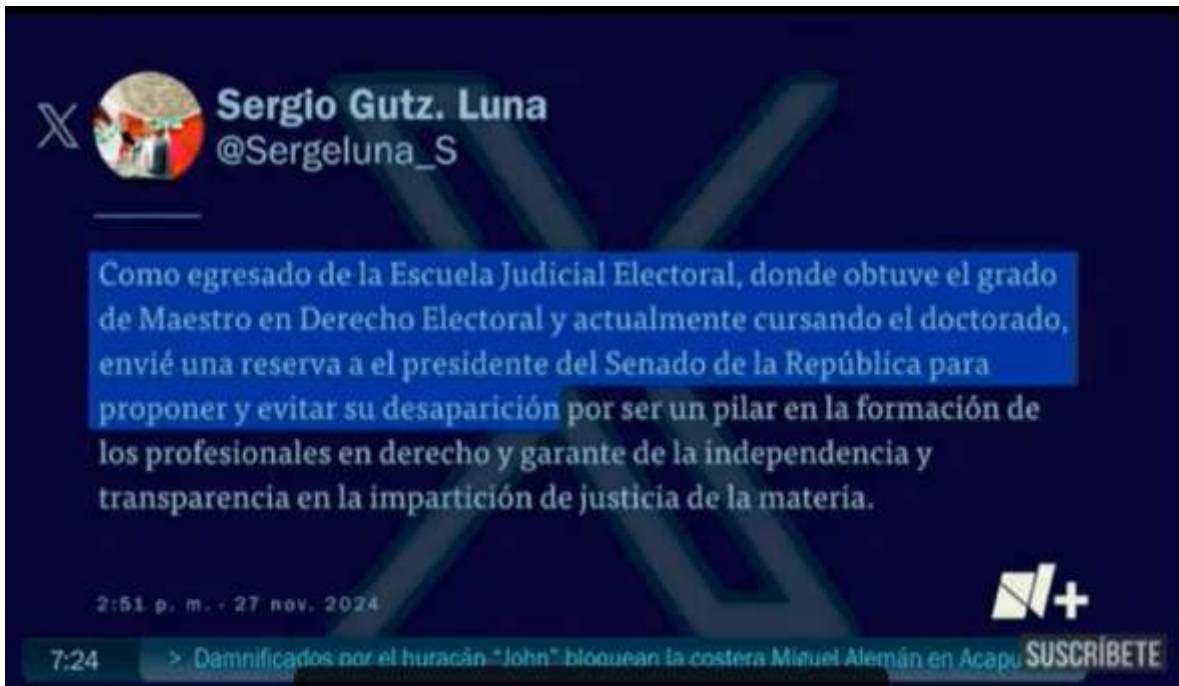 Sergio Gutz. Luna
@Sergeluna_S
Como egresado de la Escuela Judicial Electoral, donde obtuve el grado
de Maestro en Derecho Electoral y actualmente cursando el doctorado,
envié una reserva a el presidente del Senado de la República para
proponer y evitar su desaparición por ser un pilar en la formación de
los profesionales en derecho y garante de la independencia y
transparencia en la impartición de justicia de la materia.
2:51 p. m. · 27 nov. 2024
N+
7:24 > Damnificados por el huracán "John" bloquean la costera Miguel Alemán en Acapu
SUSCRÍBETE